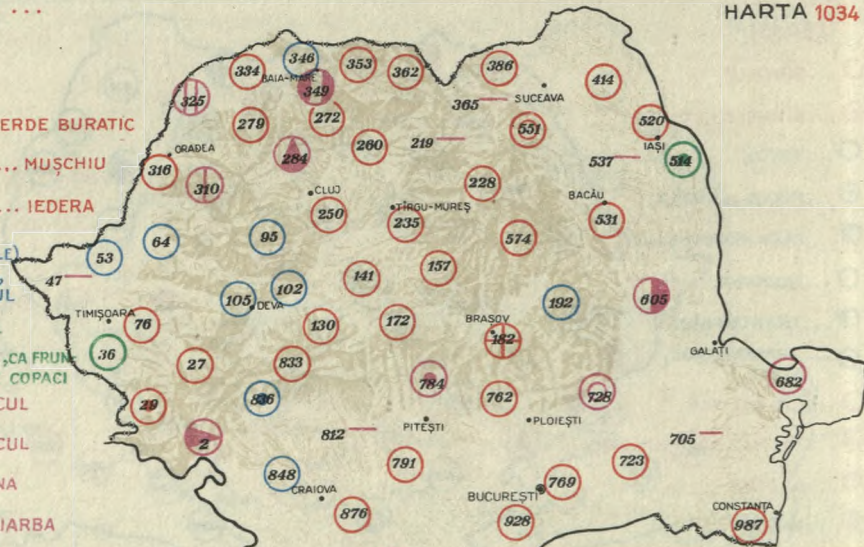 ...
HARTA 1034
346
334
353
362
386
BAIA-MARE
349
414
325
365
SUCEAVA
272
279
551
520
ERDE BURATIC
219
IAȘI
ORADEA
284
260
537
514
... MUȘCHIU
316
310
228
CLUJ
BACĂU
... IEDERA
250
TÎRGU-MUREȘ
235
531
64
95
574
LE)
53
157
47
141
UL
105
102
DEVA
192
605
TIMIȘOARA
76
130
172
BRAȘOV
182
36
GALAȚI
,CA FRUN-
27
833
COPACI
784
682
29
836
762
728
CUL
PITEȘTI
PLOIEȘTI
2
812
705
CUL
791
723
848
769
NA
CRAIOVA
BUCUREȘTI
876
928
CONSTANȚA
987
IARBA